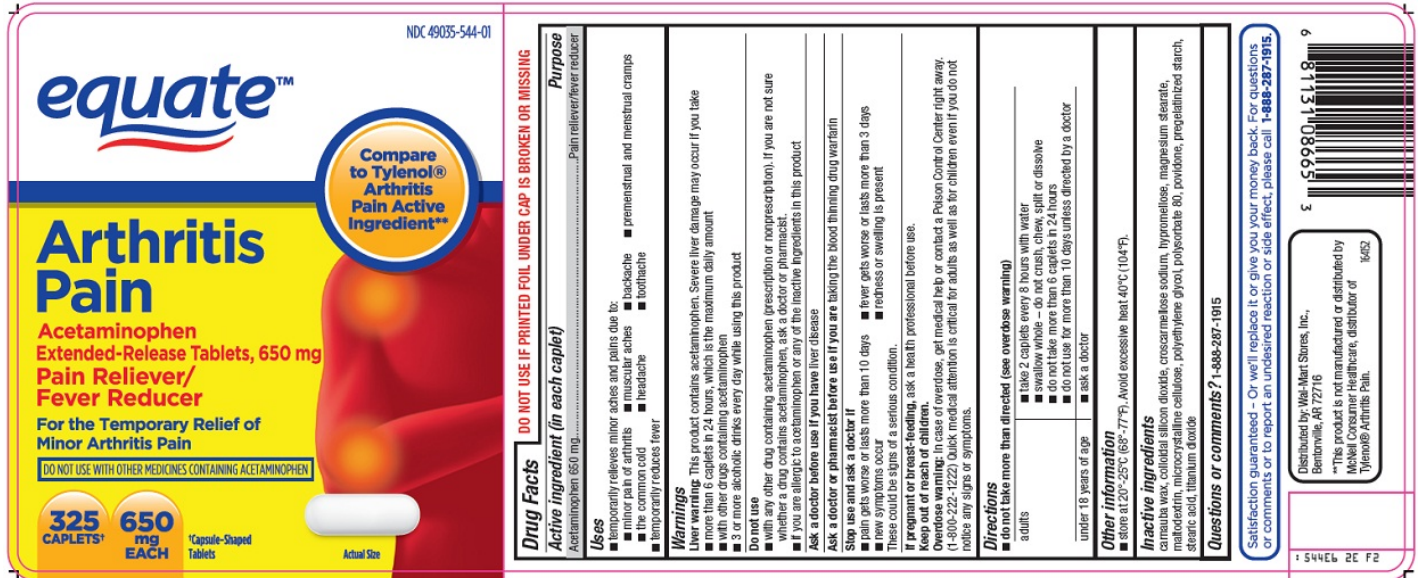 NDC 49035-544-01
equate™
Compare
to Tylenol®
Arthritis
Pain Active
Ingredient**
Arthritis
Pain
Acetaminophen
Extended-Release Tablets, 650 mg
Pain Reliever/
Fever Reducer
For the Temporary Relief of
Minor Arthritis Pain
DO NOT USE WITH OTHER MEDICINES CONTAINING ACETAMINOPHEN
325
CAPLETS†
650
mg
EACH
†Capsule-Shaped
Tablets
Actual Size
DO NOT USE IF PRINTED FOIL UNDER CAP IS BROKEN OR MISSING
Drug Facts
Active ingredient (in each caplet) Purpose
Acetaminophen 650 mg.....Pain reliever/fever reducer
Uses
■ temporarily relieves minor aches and pains due to:
■ minor pain of arthritis ■ muscular aches ■ backache ■ premenstrual and menstrual cramps
■ the common cold ■ headache ■ toothache
■ temporarily reduces fever
Warnings
Liver warning: This product contains acetaminophen. Severe liver damage may occur if you take
■ more than 6 caplets in 24 hours, which is the maximum daily amount
■ with other drugs containing acetaminophen
■ 3 or more alcoholic drinks every day while using this product
Do not use
■ with any other drug containing acetaminophen (prescription or nonprescription). If you are not sure
whether a drug contains acetaminophen, ask a doctor or pharmacist.
■ if you are allergic to acetaminophen or any of the inactive ingredients in this product
Ask a doctor before use if you have liver disease
Ask a doctor or pharmacist before use if you are taking the blood thinning drug warfarin
Stop use and ask a doctor if
■ pain gets worse or lasts more than 10 days ■ fever gets worse or lasts more than 3 days
■ new symptoms occur ■ redness or swelling is present
These could be signs of a serious condition.
If pregnant or breast-feeding, ask a health professional before use.
Keep out of reach of children.
Overdose warning: In case of overdose, get medical help or contact a Poison Control Center right away.
(1-800-222-1222) Quick medical attention is critical for adults as well as for children even if you do not
notice any signs or symptoms.
Directions
■ do not take more than directed (see overdose warning)
adults ■ take 2 caplets every 8 hours with water
■ swallow whole – do not crush, chew, split or dissolve
■ do not take more than 6 caplets in 24 hours
■ do not use for more than 10 days unless directed by a doctor
under 18 years of age ■ ask a doctor
Other information
■ store at 20°-25°C (68°-77°F). Avoid excessive heat 40°C (104°F).
Inactive ingredients
carnauba wax, colloidal silicon dioxide, croscarmellose sodium, hypromellose, magnesium stearate,
maltodextrin, microcrystalline cellulose, polyethylene glycol, polysorbate 80, povidone, pregelatinized starch,
stearic acid, titanium dioxide
Questions or comments? 1-888-287-1915
Satisfaction guaranteed - Or we'll replace it or give you your money back. For questions
or comments or to report an undesired reaction or side effect, please call 1-888-287-1915.
6 81131 08665 3
Distributed by: Wal-Mart Stores, Inc.,
Bentonville, AR 72716
**This product is not manufactured or distributed by
McNeil Consumer Healthcare, distributor of
Tylenol® Arthritis Pain. 164152
: 544E6 2E F2